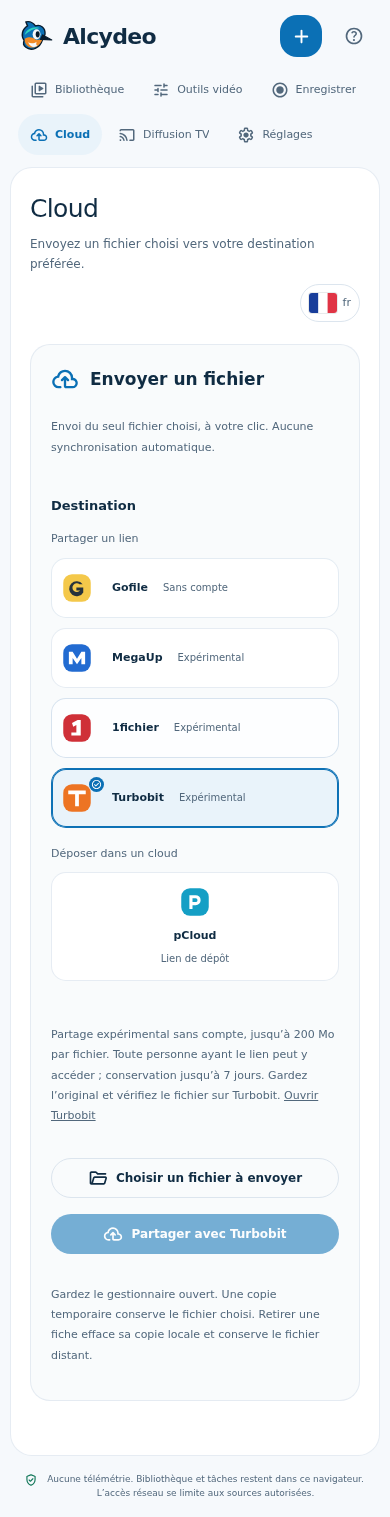 Alcydeo
Bibliothèque
Outils vidéo
Enregistrer
Cloud
Diffusion TV
Réglages
Cloud
Envoyez un fichier choisi vers votre destination
préférée.
fr
Envoyer un fichier
Envoi du seul fichier choisi, à votre clic. Aucune
synchronisation automatique.
Destination
Partager un lien
G
Gofile Sans compte
M
MegaUp Expérimental
1
1fichier Expérimental
T
Turbobit Expérimental
Déposer dans un cloud
P
pCloud
Lien de dépôt
Partage expérimental sans compte, jusqu’à 200 Mo
par fichier. Toute personne ayant le lien peut y
accéder ; conservation jusqu’à 7 jours. Gardez
l’original et vérifiez le fichier sur Turbobit. Ouvrir
Turbobit
Choisir un fichier à envoyer
Partager avec Turbobit
Gardez le gestionnaire ouvert. Une copie
temporaire conserve le fichier choisi. Retirer une
fiche efface sa copie locale et conserve le fichier
distant.
Aucune télémétrie. Bibliothèque et tâches restent dans ce navigateur.
L’accès réseau se limite aux sources autorisées.